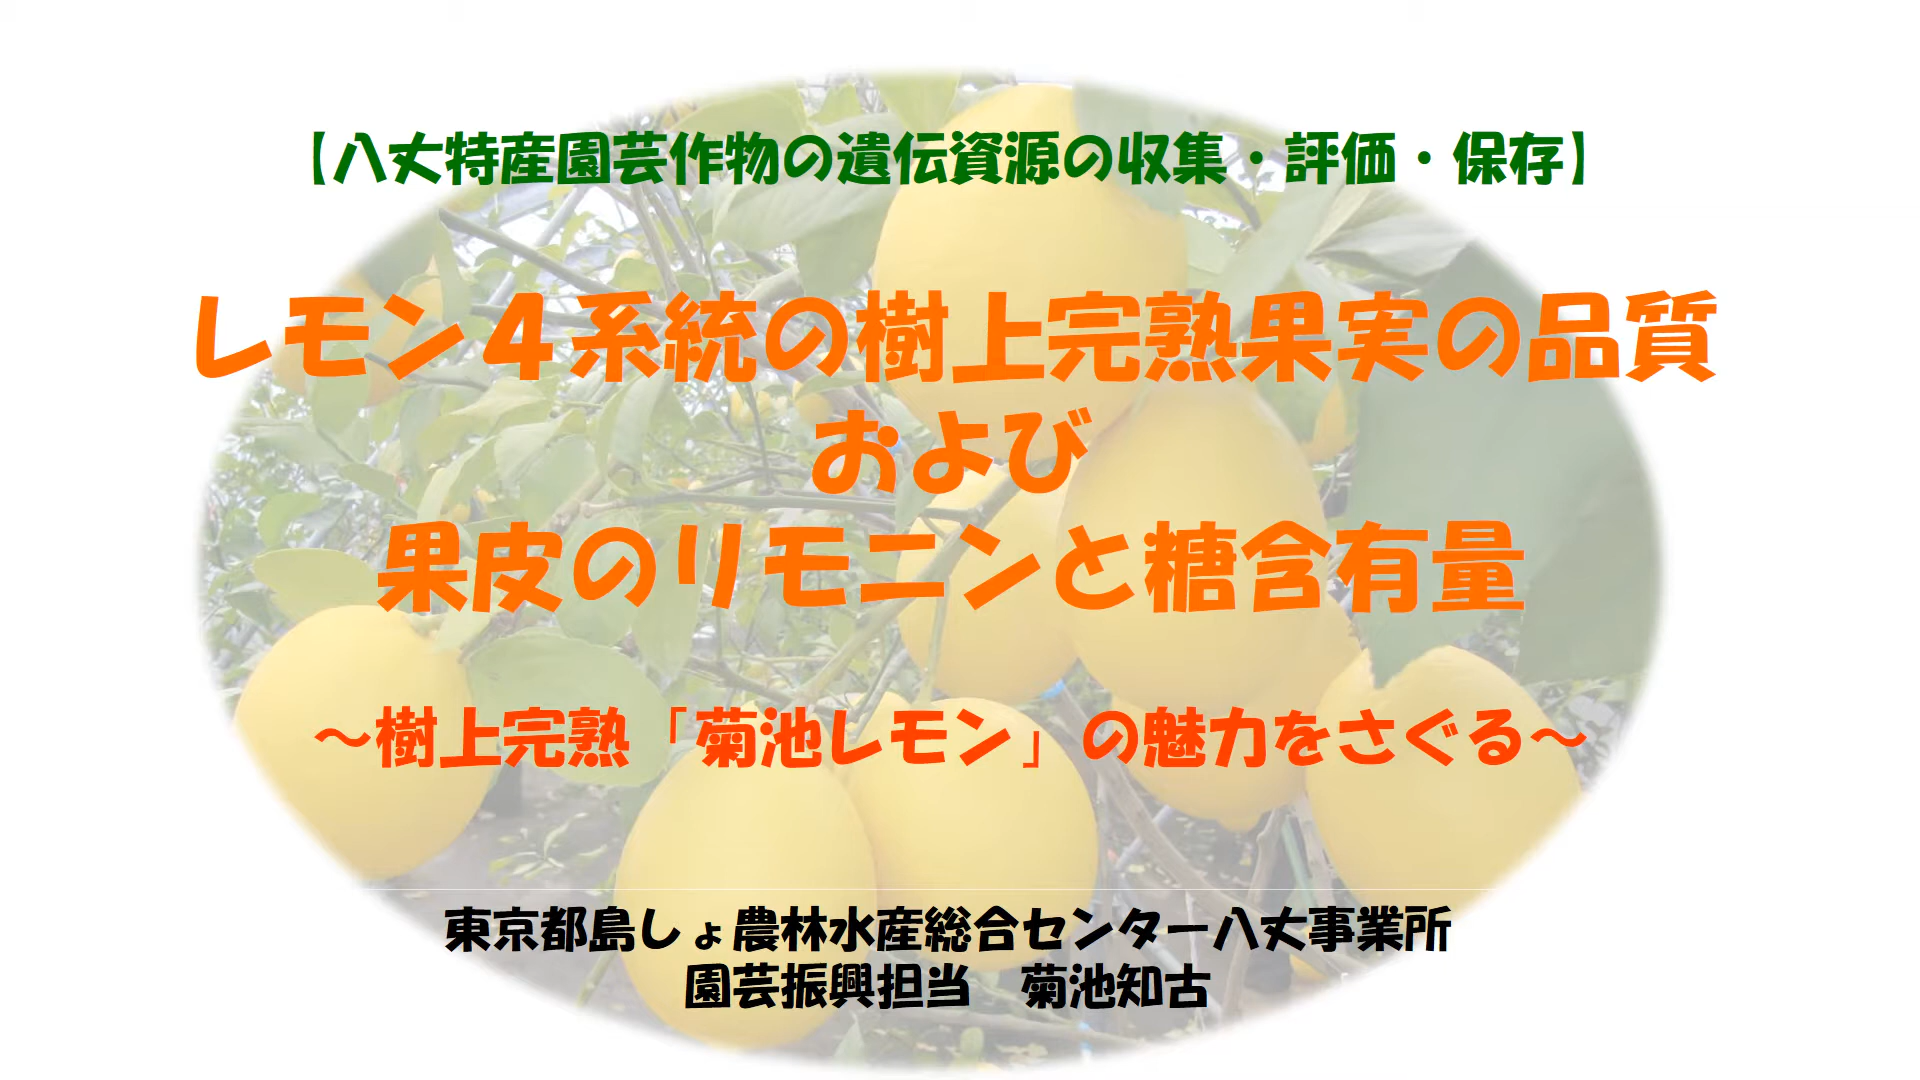 【八丈特産園芸作物の遺伝資源の収集・評価・保存】
レモン４系統の樹上完熟果実の品質
および
果皮のリモニンと糖含有量
～樹上完熟「菊池レモン」の魅力をさぐる～
東京都島しょ農林水産総合センター八丈事業所
園芸振興担当　菊池知古